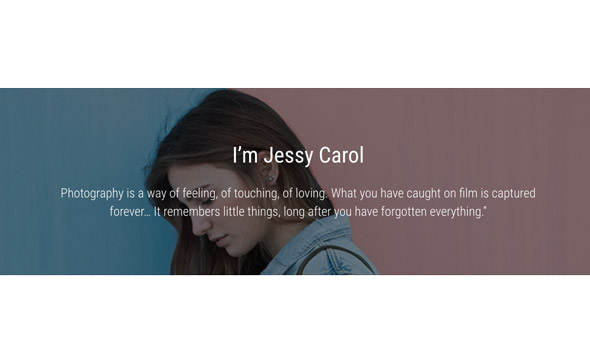 I’m Jessy Carol
Photography is a way of feeling, of touching, of loving. What you have caught on film is captured
forever… It remembers little things, long after you have forgotten everything.”